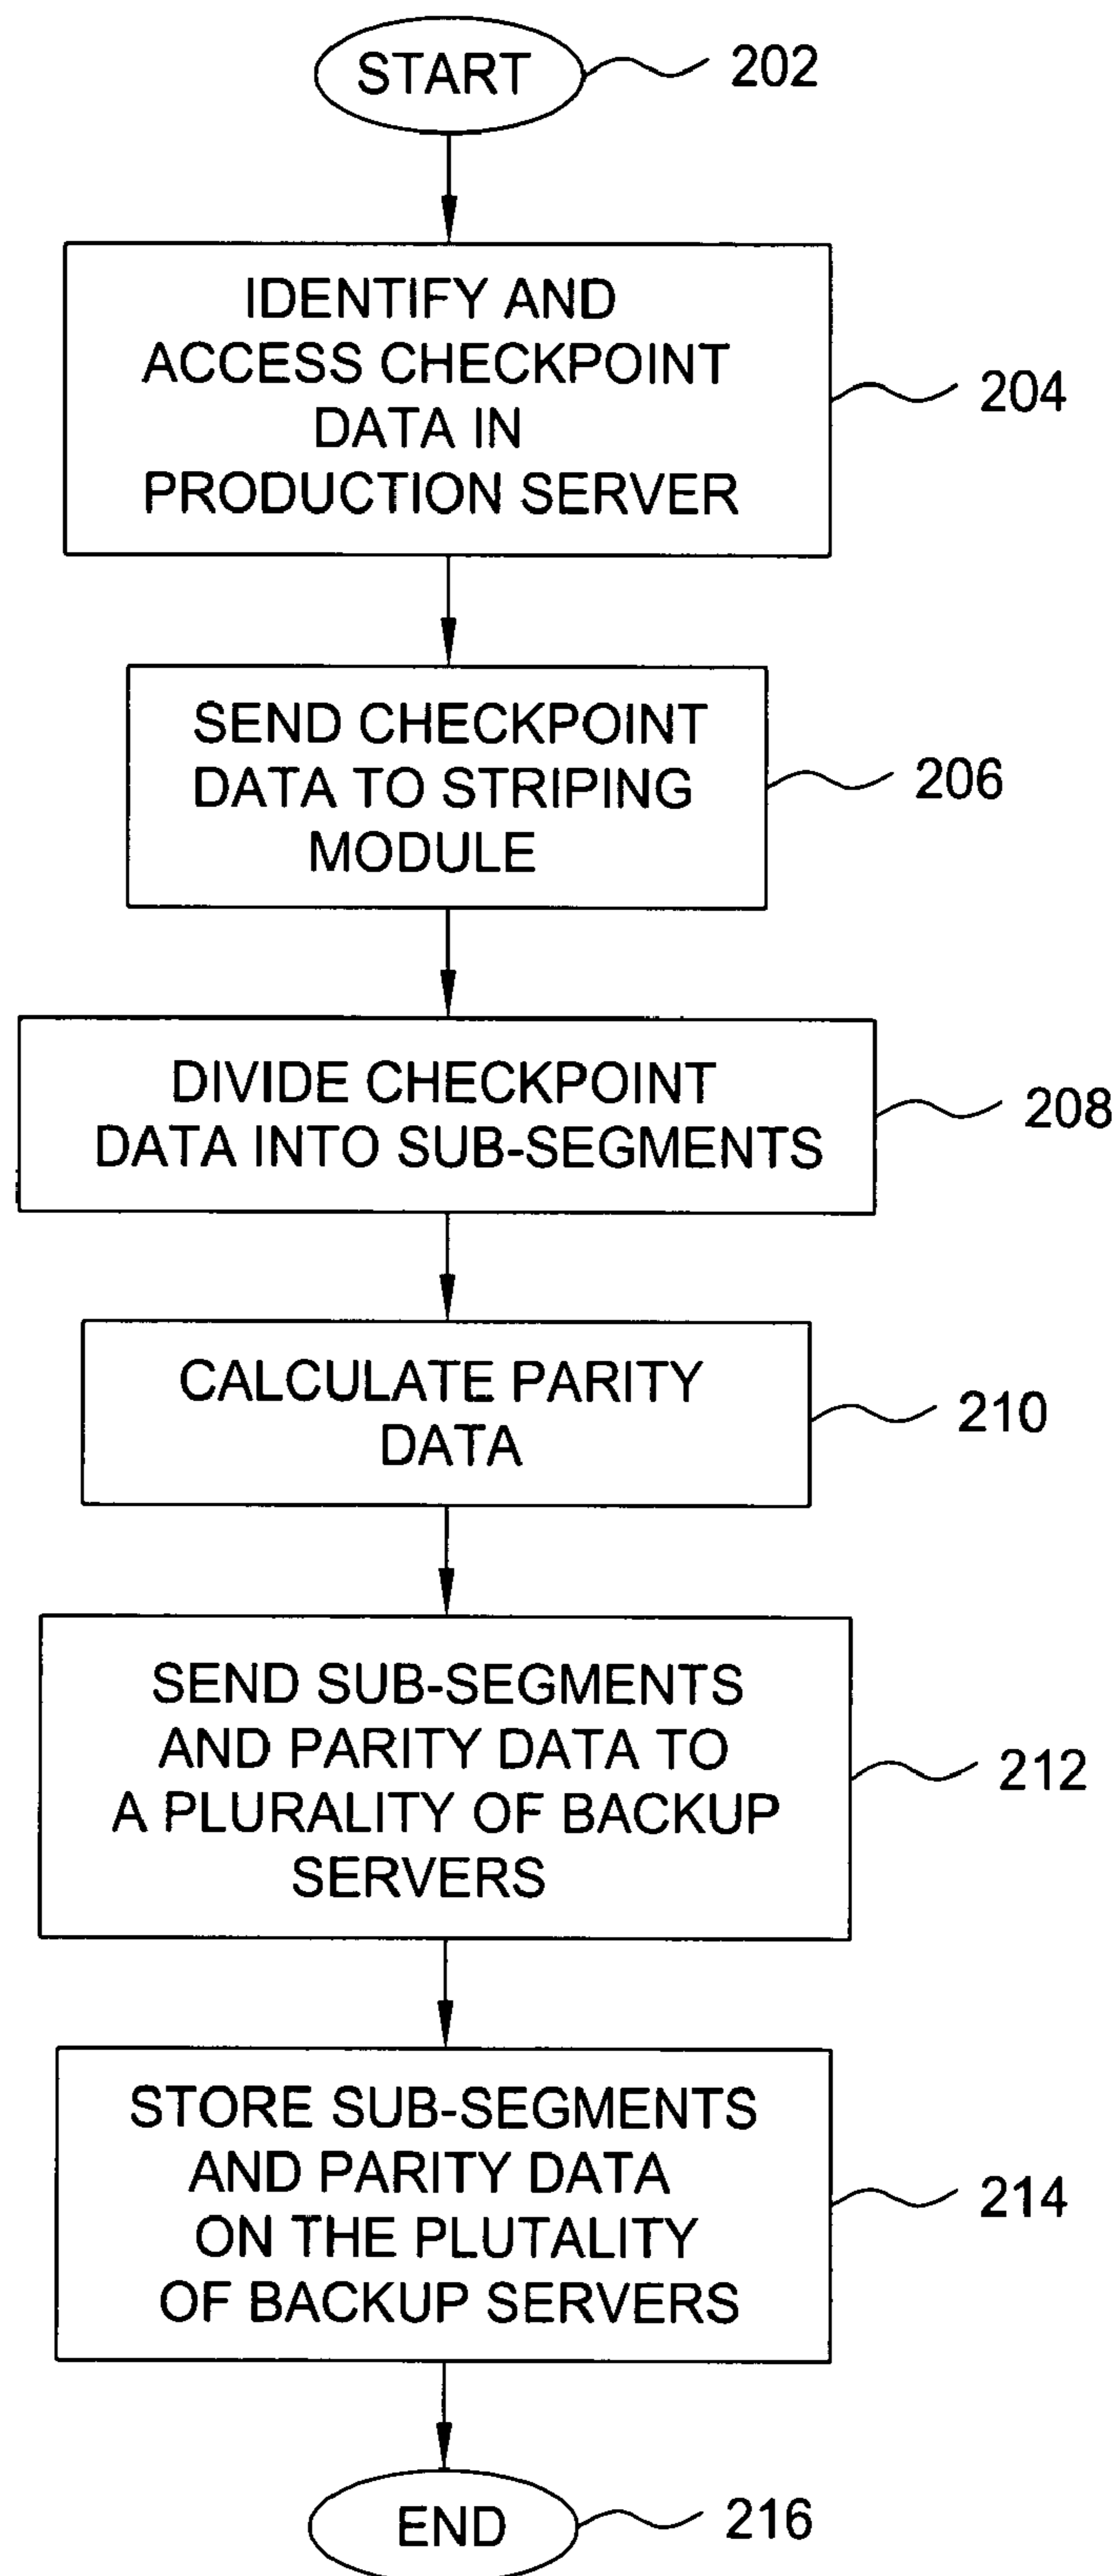 START
202
IDENTIFY AND
ACCESS CHECKPOINT
DATA IN
PRODUCTION SERVER
204
SEND CHECKPOINT
DATA TO STRIPING
MODULE
206
DIVIDE CHECKPOINT
DATA INTO SUB-SEGMENTS
208
CALCULATE PARITY
DATA
210
SEND SUB-SEGMENTS
AND PARITY DATA TO
A PLURALITY OF BACKUP
SERVERS
212
STORE SUB-SEGMENTS
AND PARITY DATA
ON THE PLUTALITY
OF BACKUP SERVERS
214
END
216